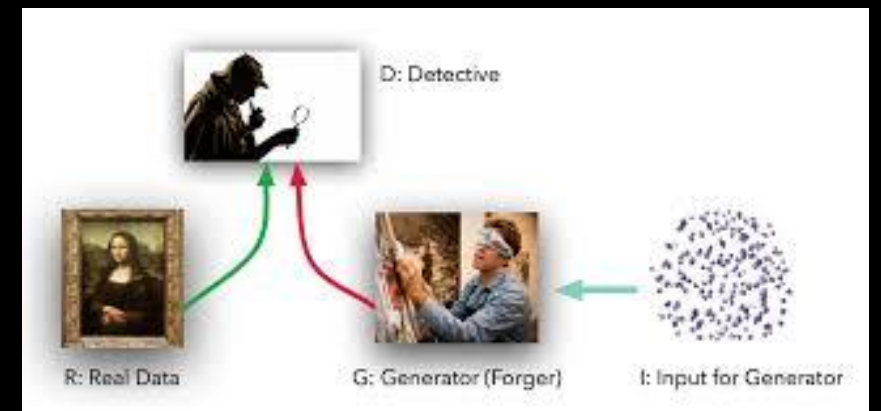 D: Detective
R: Real Data
G: Generator (Forger)
I: Input for Generator